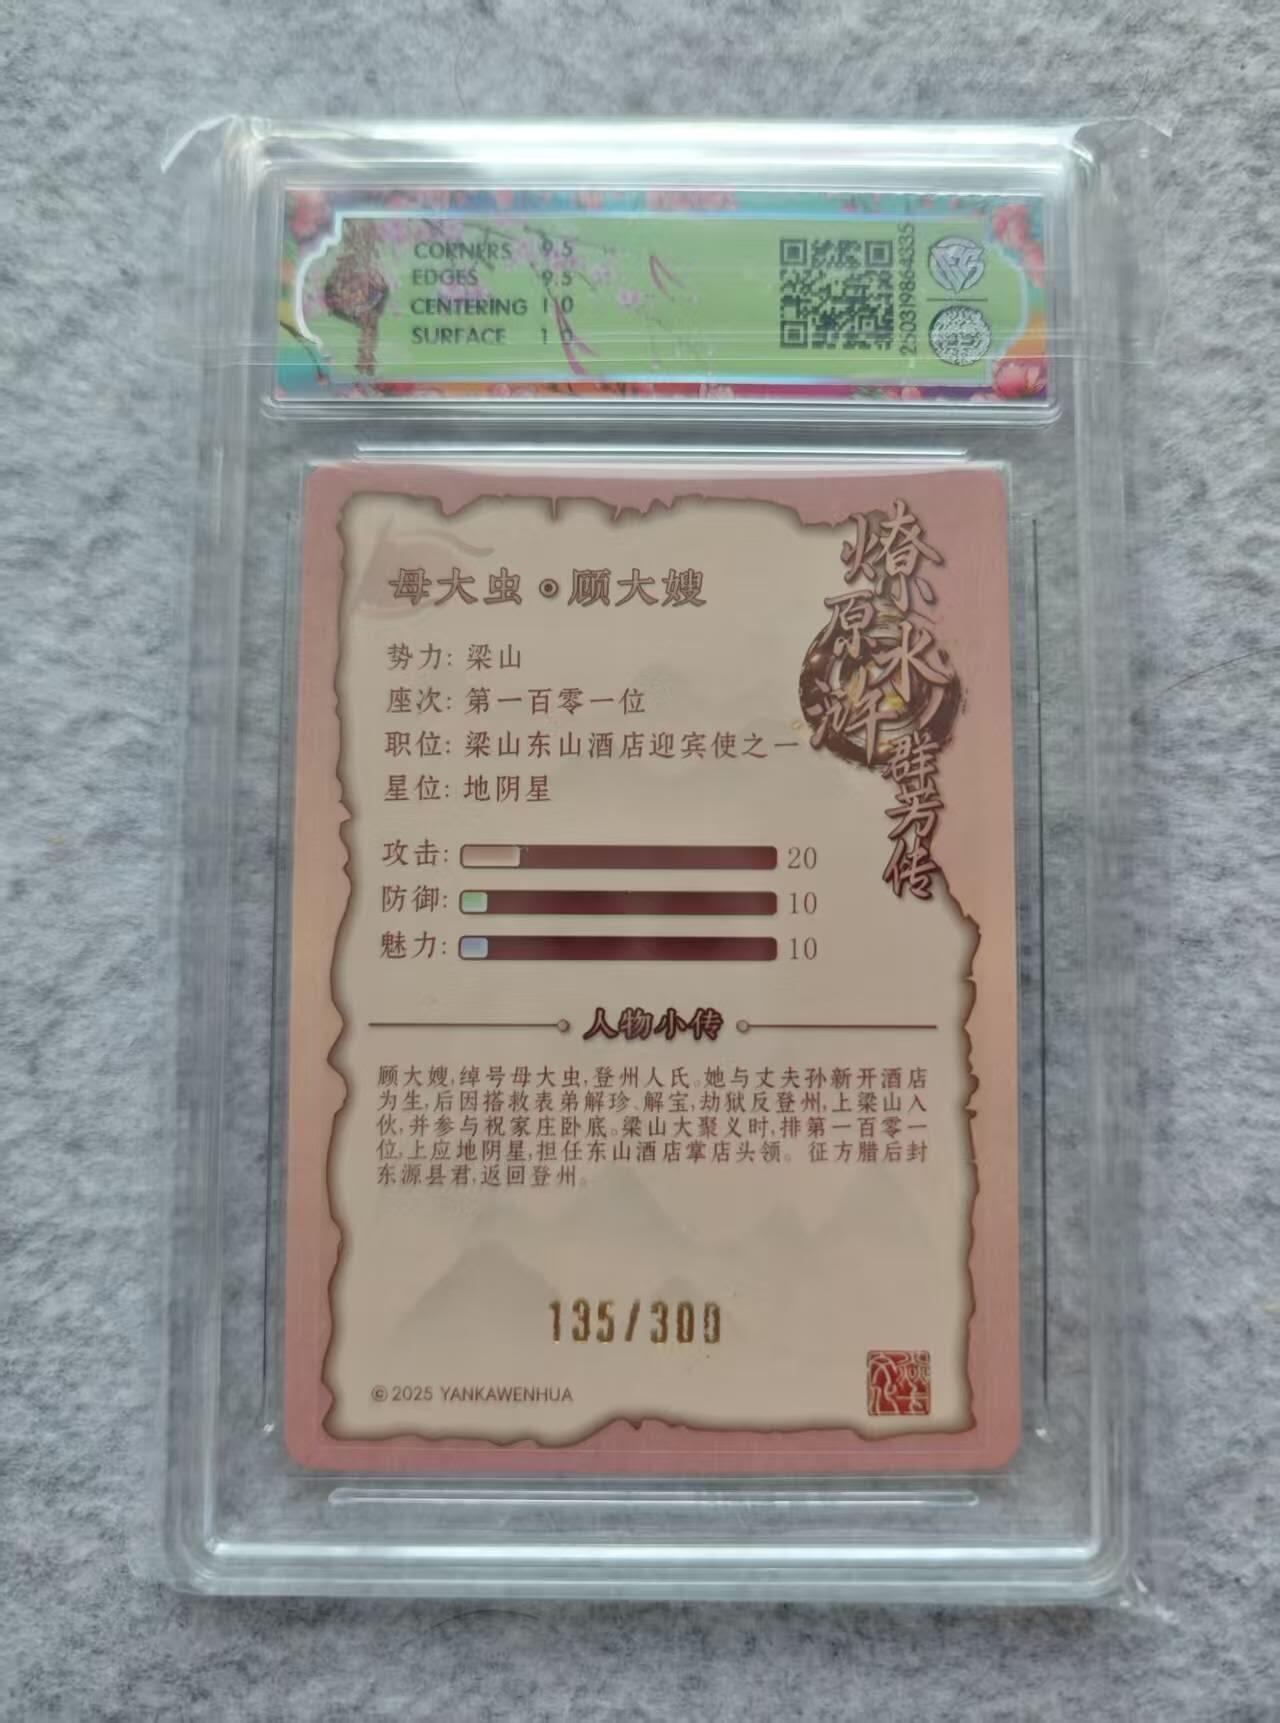 CORNERS 9.5
EDGES 9.5
CENTERING 10
SURFACE 10
2503198864335
燎原水浒
群芳传
母大虫·顾大嫂
势力: 梁山
座次: 第一百零一位
职位: 梁山东山酒店迎宾使之一
星位: 地阴星
攻击: 20
防御: 10
魅力: 10
人物小传
顾大嫂,绰号母大虫,登州人氏。她与丈夫孙新开酒店
为生,后因搭救表弟解珍、解宝,劫狱反登州,上梁山入
伙,并参与祝家庄卧底。梁山大聚义时,排第一百零一
位,上应地阴星,担任东山酒店掌店头领。征方腊后封
东源县君,返回登州。
135/300
© 2025 YANKAWENHUA